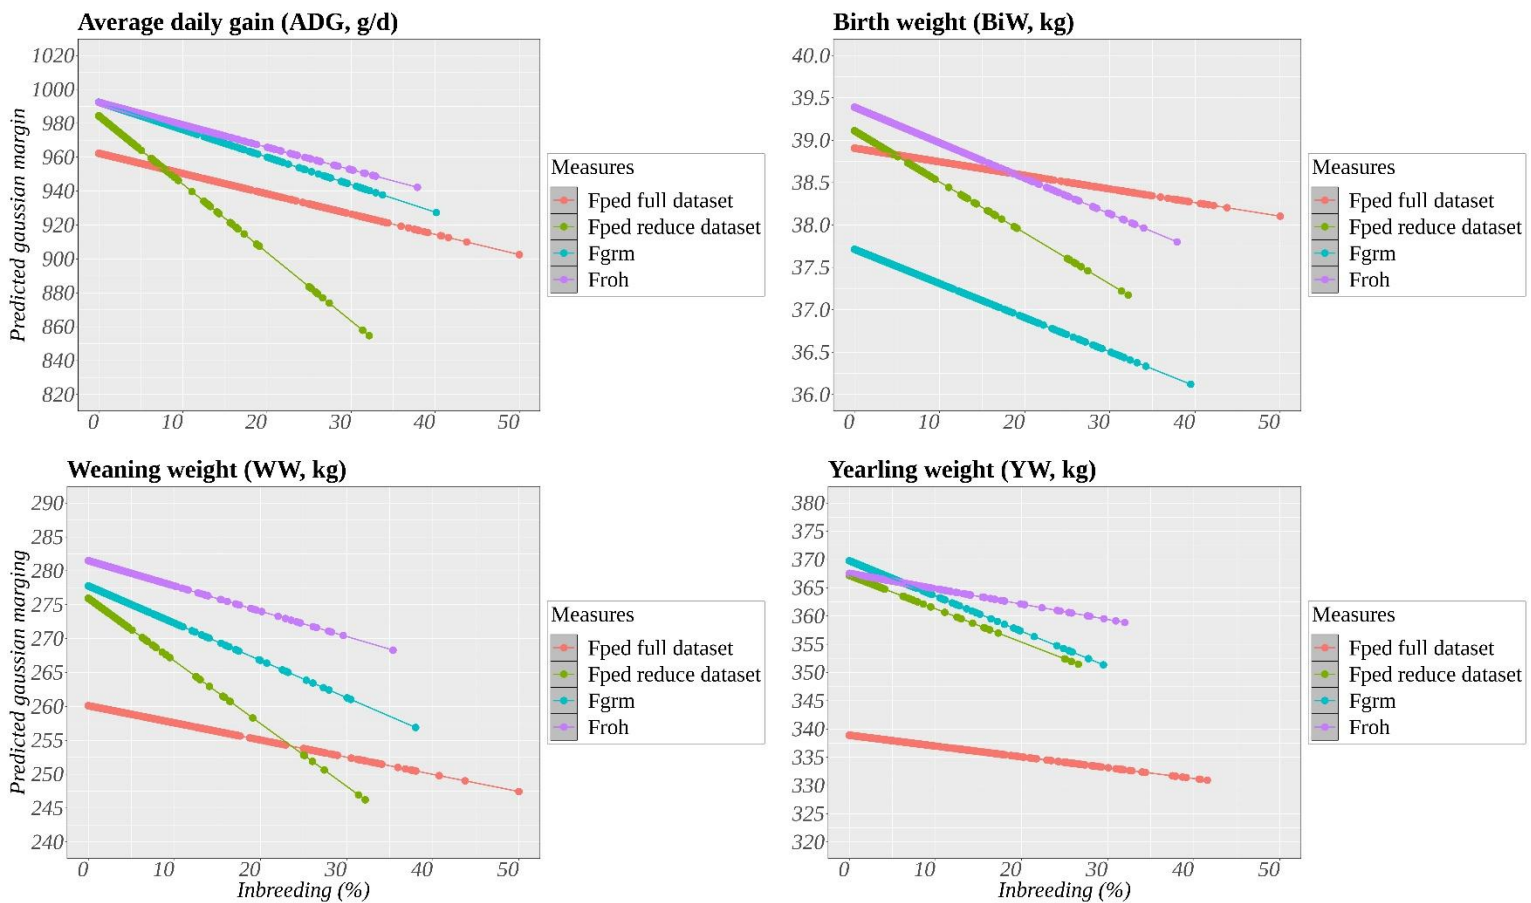 Average daily gain (ADG, g/d)
Predicted gaussian margin
1020
1000
980
960
940
920
900
880
860
840
820
0 10 20 30 40 50
Measures
Fped full dataset
Fped reduce dataset
Fgrm
Froh
Birth weight (BiW, kg)
40.0
39.5
39.0
38.5
38.0
37.5
37.0
36.5
36.0
0 10 20 30 40 50
Measures
Fped full dataset
Fped reduce dataset
Fgrm
Froh
Weaning weight (WW, kg)
Predicted gaussian marging
290
285
280
275
270
265
260
255
250
245
240
0 10 20 30 40 50
Inbreeding (%)
Measures
Fped full dataset
Fped reduce dataset
Fgrm
Froh
Yearling weight (YW, kg)
380
375
370
365
360
355
350
345
340
335
330
325
320
0 10 20 30 40 50
Inbreeding (%)
Measures
Fped full dataset
Fped reduce dataset
Fgrm
Froh